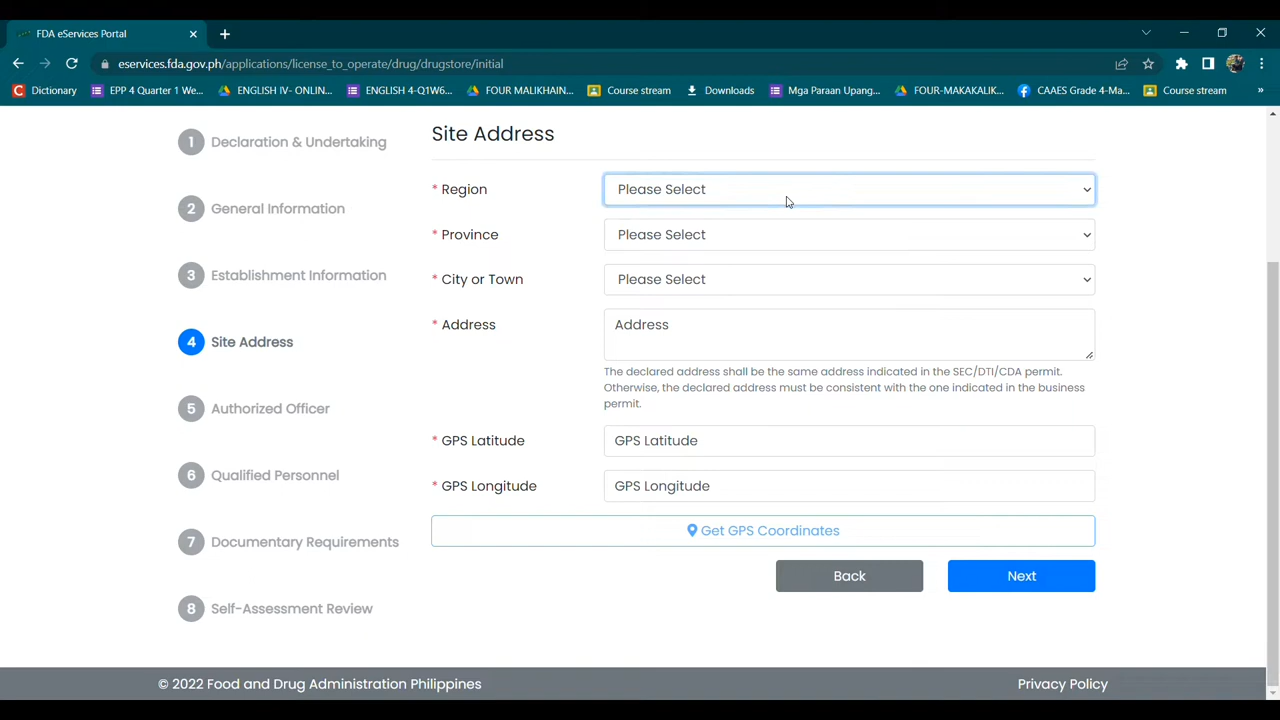 FDA eServices Portal
eservices.fda.gov.ph/applications/license_to_operate/drug/drugstore/initial
Dictionary
EPP 4 Quarter 1 We...
ENGLISH IV- ONLIN...
ENGLISH 4-Q1W6...
FOUR MALIKHAIN...
Course stream
Downloads
Mga Paraan Upang...
FOUR-MAKAKALIK...
CAAES Grade 4-Ma...
Course stream
1 Declaration & Undertaking
2 General Information
3 Establishment Information
4 Site Address
5 Authorized Officer
6 Qualified Personnel
7 Documentary Requirements
8 Self-Assessment Review
Site Address
* Region Please Select
* Province Please Select
* City or Town Please Select
* Address Address
The declared address shall be the same address indicated in the SEC/DTI/CDA permit.
Otherwise, the declared address must be consistent with the one indicated in the business
permit.
* GPS Latitude GPS Latitude
* GPS Longitude GPS Longitude
Get GPS Coordinates
Back Next
© 2022 Food and Drug Administration Philippines Privacy Policy